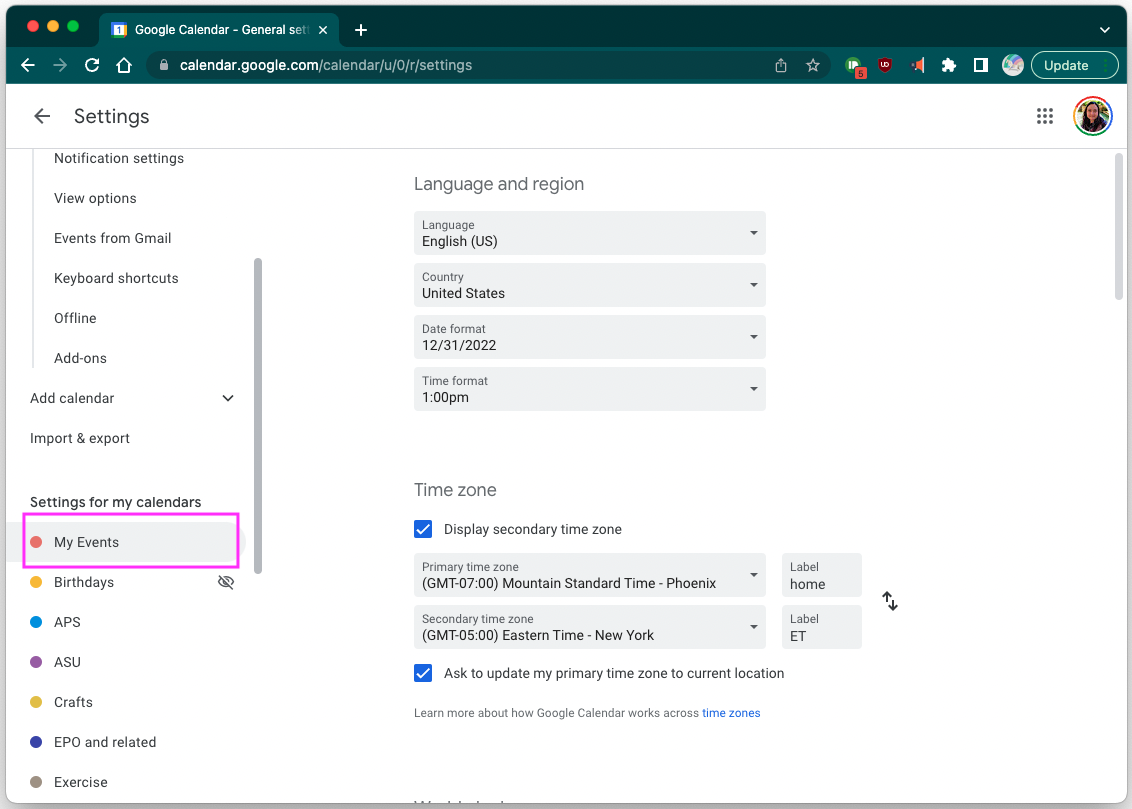 Google Calendar - General set
calendar.google.com/calendar/u/0/r/settings
5
Update
Settings
Notification settings
View options
Events from Gmail
Keyboard shortcuts
Offline
Add-ons
Add calendar
Import & export
Settings for my calendars
My Events
Birthdays
APS
ASU
Crafts
EPO and related
Exercise
Language and region
Language
English (US)
Country
United States
Date format
12/31/2022
Time format
1:00pm
Time zone
Display secondary time zone
Primary time zone
(GMT-07:00) Mountain Standard Time - Phoenix
Label
home
Secondary time zone
(GMT-05:00) Eastern Time - New York
Label
ET
Ask to update my primary time zone to current location
Learn more about how Google Calendar works across time zones